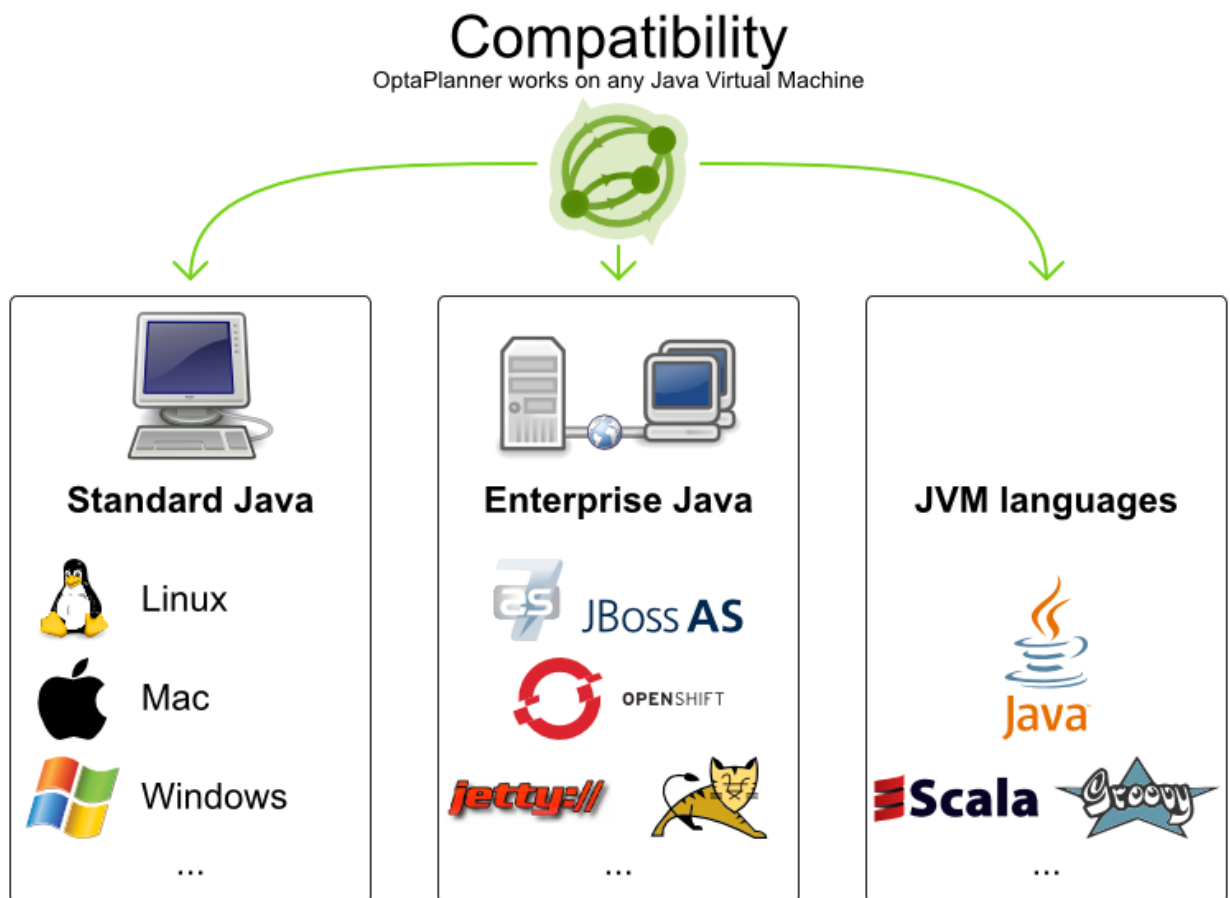 Compatibility
OptaPlanner works on any Java Virtual Machine
Standard Java
Linux
Mac
Windows
...
Enterprise Java
JBoss AS
OPENSHIFT
jetty://
...
JVM languages
Java
Scala
Groovy
...